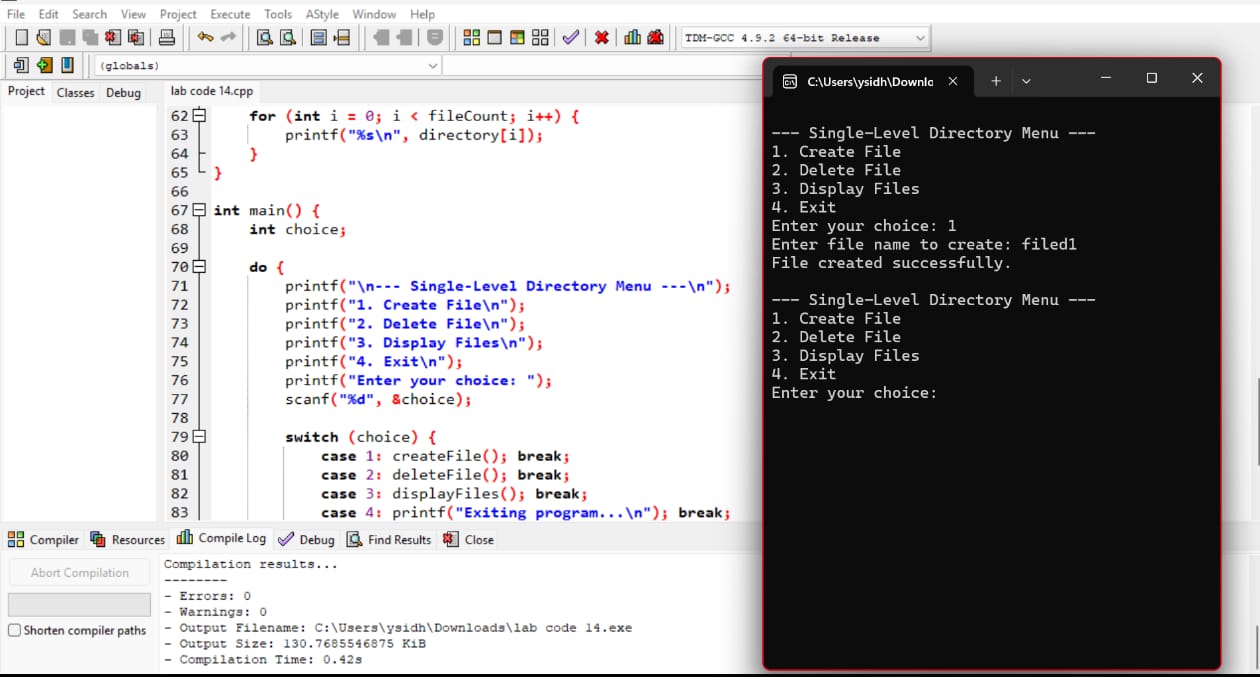 File Edit Search View Project Execute Tools AStyle Window Help
TDM-GCC 4.9.2 64-bit Release
(globals)
Project Classes Debug
lab code 14.cpp
62 for (int i = 0; i < fileCount; i++) {
63 printf("%s\n", directory[i]);
64 }
65 }
66
67 int main() {
68 int choice;
69
70 do {
71 printf("\n--- Single-Level Directory Menu ---\n");
72 printf("1. Create File\n");
73 printf("2. Delete File\n");
74 printf("3. Display Files\n");
75 printf("4. Exit\n");
76 printf("Enter your choice: ");
77 scanf("%d", &choice);
78
79 switch (choice) {
80 case 1: createFile(); break;
81 case 2: deleteFile(); break;
82 case 3: displayFiles(); break;
83 case 4: printf("Exiting program...\n"); break;
Compiler Resources Compile Log Debug Find Results Close
Abort Compilation
Shorten compiler paths
Compilation results...
--------
- Errors: 0
- Warnings: 0
- Output Filename: C:\Users\ysidh\Downloads\lab code 14.exe
- Output Size: 130.7685546875 KiB
- Compilation Time: 0.42s
C:\Users\ysidh\Downlo
--- Single-Level Directory Menu ---
1. Create File
2. Delete File
3. Display Files
4. Exit
Enter your choice: 1
Enter file name to create: filed1
File created successfully.
--- Single-Level Directory Menu ---
1. Create File
2. Delete File
3. Display Files
4. Exit
Enter your choice: